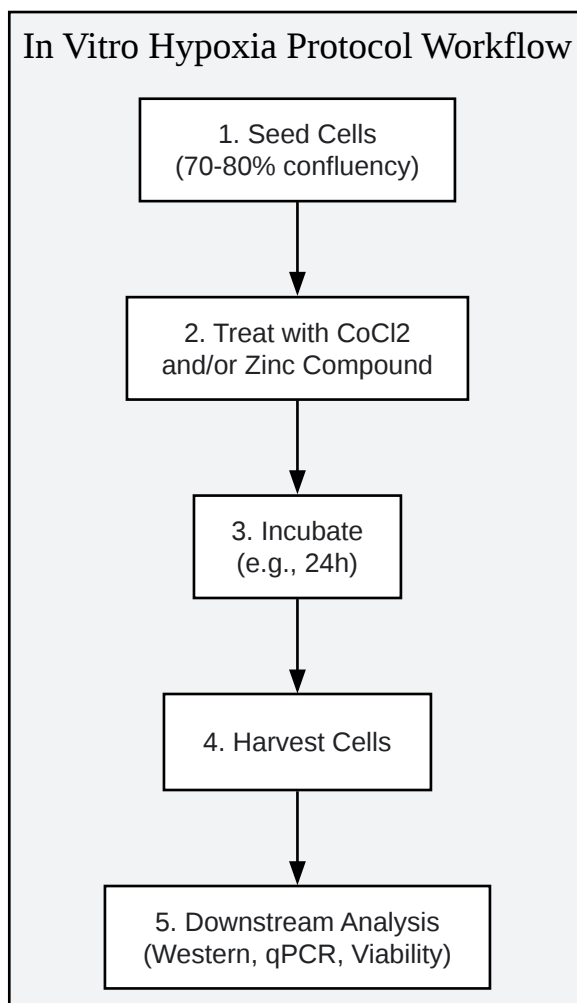 In Vitro Hypoxia Protocol Workflow
1. Seed Cells
(70-80% confluency)
2. Treat with CoCl2
and/or Zinc Compound
3. Incubate
(e.g., 24h)
4. Harvest Cells
5. Downstream Analysis
(Western, qPCR, Viability)